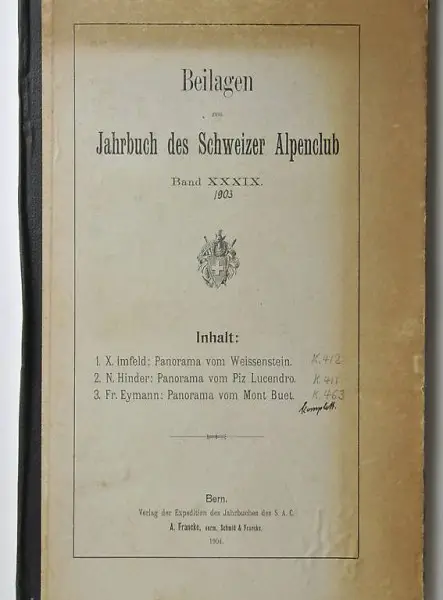 Beilagen
zum
Jahrbuch des Schweizer Alpenclub
Band XXXIX.
1903
Inhalt:
1. X. Imfeld: Panorama vom Weissenstein. K.412
2. N. Hinder: Panorama vom Piz Lucendro. K.411
3. Fr. Eymann: Panorama vom Mont Buet. K.463
komplett.
Bern.
Verlag der Expedition des Jahrbuches des S. A. C.
A. Francke, vorm. Schmid & Francke.
1904.